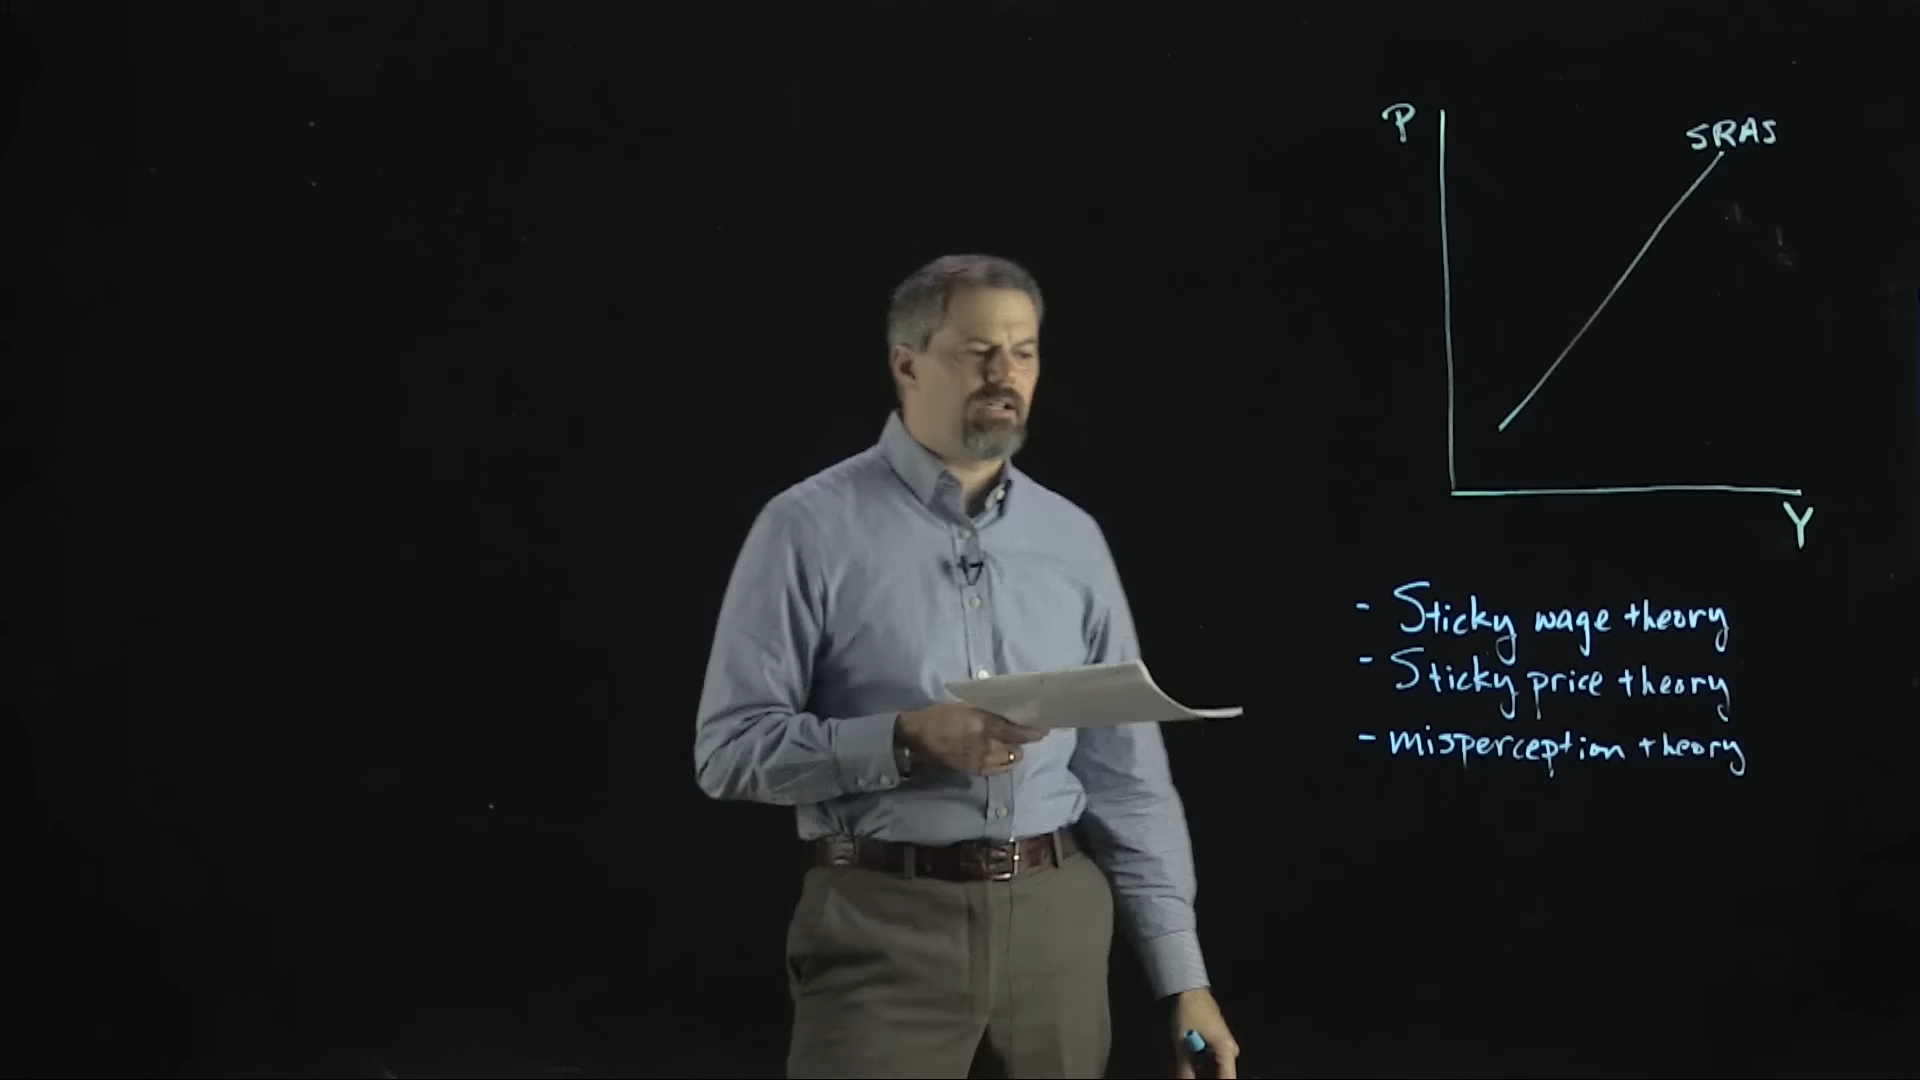 P
SRAS
Y
- Sticky wage theory
- Sticky price theory
- misperception theory